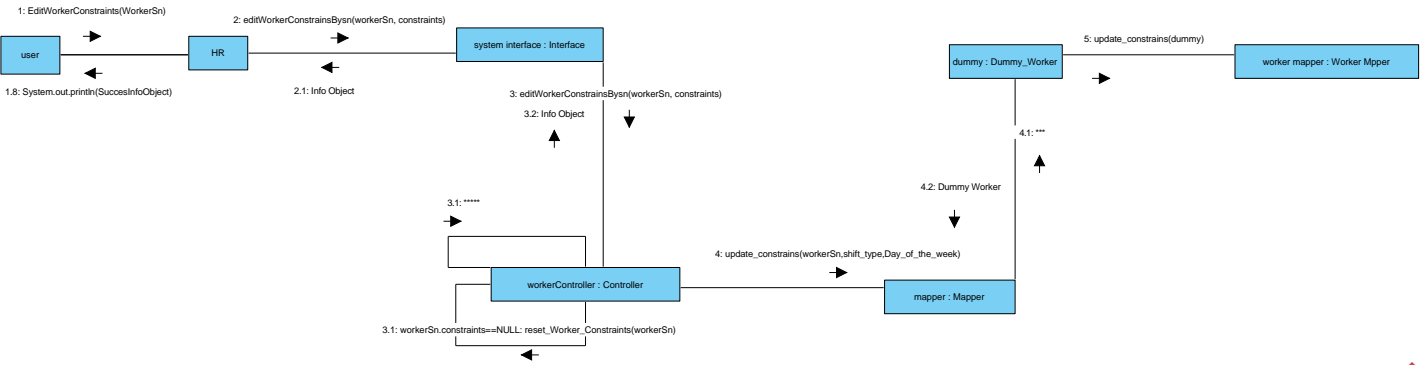 1: EditWorkerConstraints(WorkerSn)
2: editWorkerConstrainsBysn(workerSn, constraints)
user
HR
system interface : Interface
1.8: System.out.println(SuccesInfoObject)
2.1: Info Object
5: update_constrains(dummy)
dummy : Dummy_Worker
worker mapper : Worker Mpper
3: editWorkerConstrainsBysn(workerSn, constraints)
3.2: Info Object
4.1: ***
4.2: Dummy Worker
3.1: *****
4: update_constrains(workerSn,shift_type,Day_of_the_week)
workerController : Controller
mapper : Mapper
3.1: workerSn.constraints==NULL: reset_Worker_Constraints(workerSn)